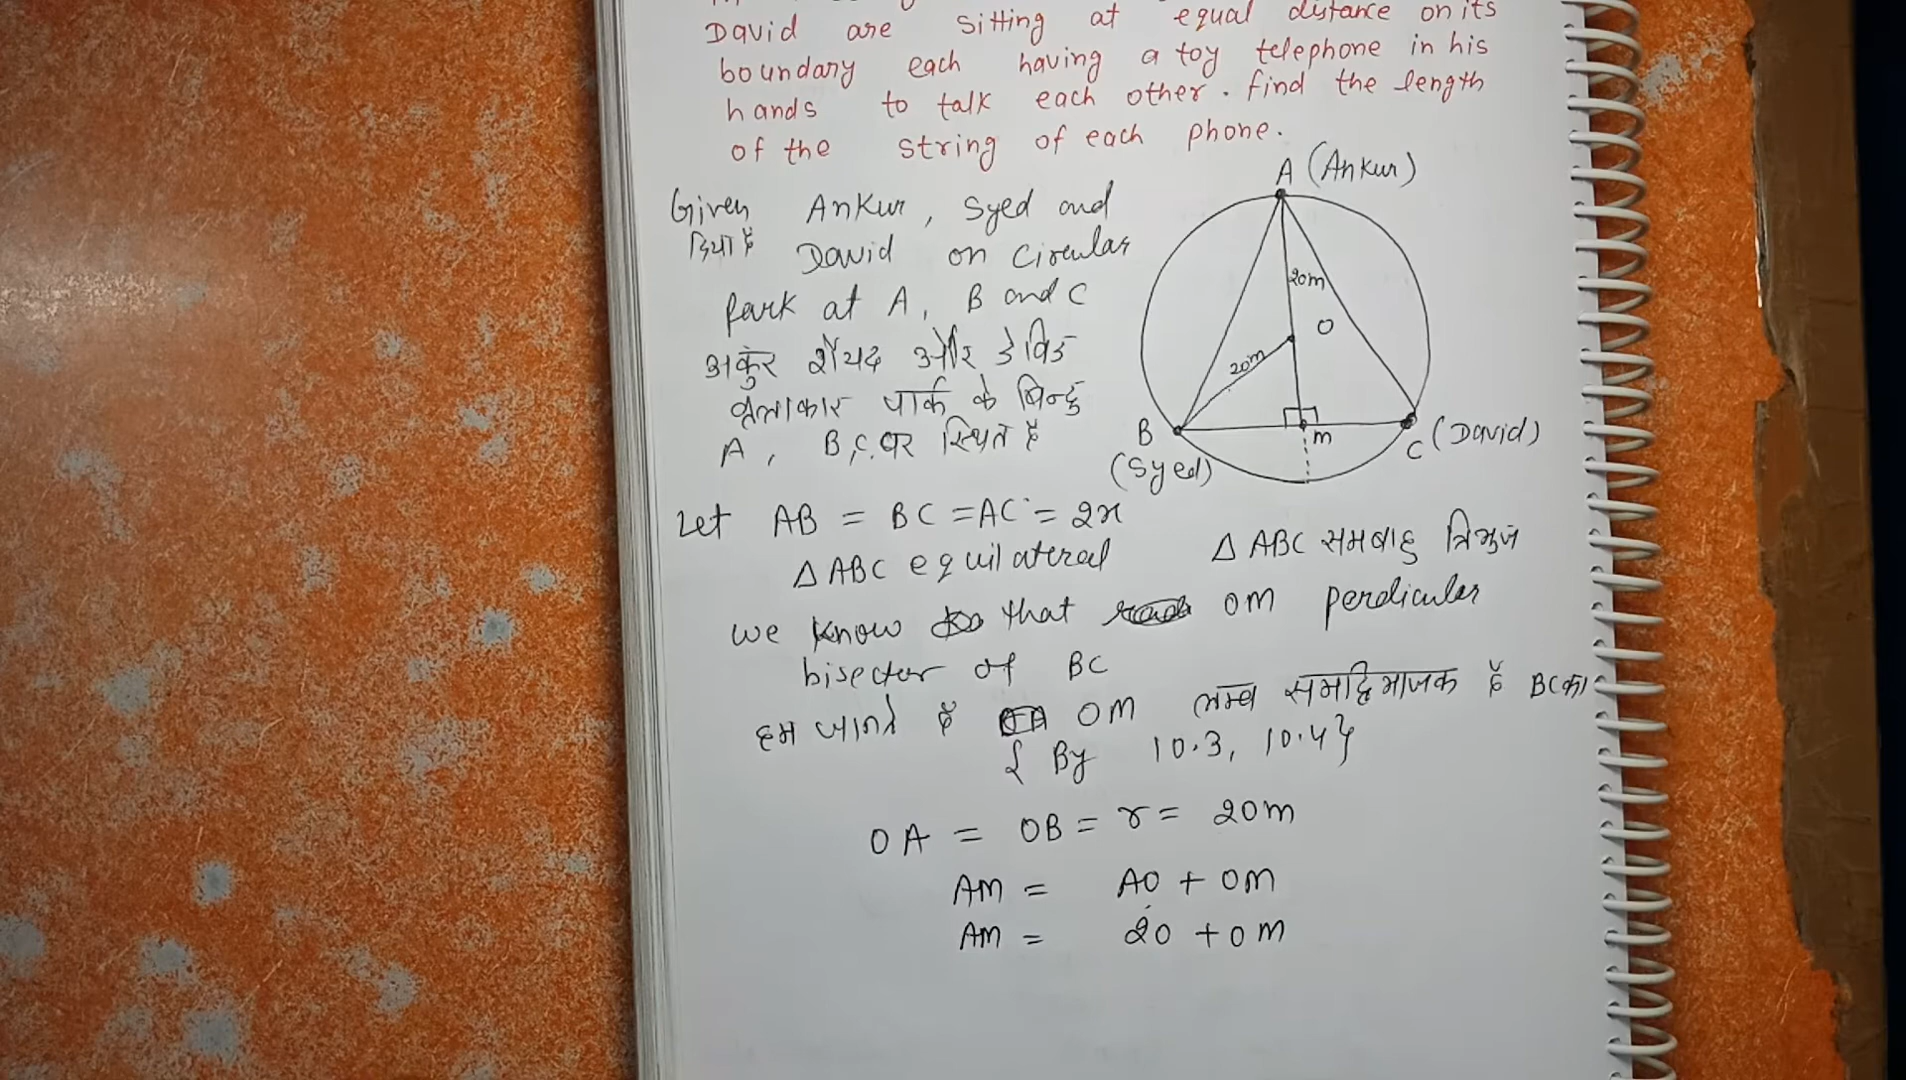 David are sitting at equal distance on its
boundary each having a toy telephone in his
hands to talk each other. find the length
of the string of each phone.
A (Ankur)
Given Ankur, Syed and
दिया है David on Circular
park at A, B and C
अकुंर शैयद और डेविड
वृत्ताकार पार्क के बिन्दु
A, B, C, पर स्थित है
20m
O
20m
B
(Syed)
m
C (David)
Let AB = BC = AC = 2x
Δ ABC equilateral Δ ABC समबाहु त्रिभुज
we know that OM perdicular
bisector of BC
हम जानते हैं OM लम्ब समद्विभाजक है BC का
{ By 10.3, 10.4}
OA = OB = r = 20m
AM = AO + OM
AM = 20 + OM